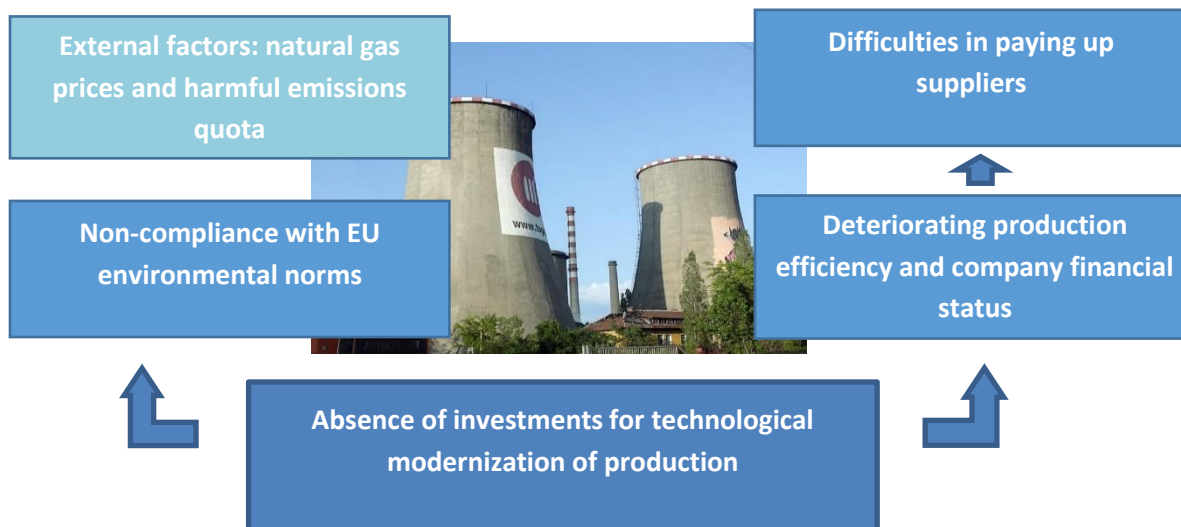 External factors: natural gas
prices and harmful emissions
quota
Difficulties in paying up
suppliers
Non-compliance with EU
environmental norms
www.
Deteriorating production
efficiency and company financial
status
Absence of investments for technological
modernization of production